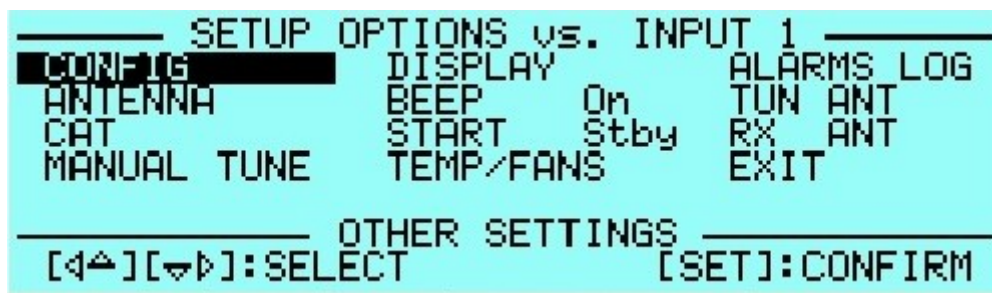 SETUP OPTIONS vs. INPUT 1
CONFIG DISPLAY ALARMS LOG
ANTENNA BEEP On TUN ANT
CAT START Stby RX ANT
MANUAL TUNE TEMP/FANS EXIT
OTHER SETTINGS
[◁△][▽▷]:SELECT [SET]:CONFIRM